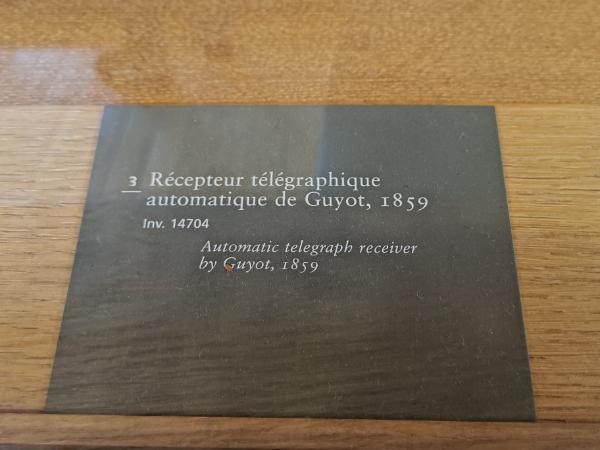 3 Récepteur télégraphique
automatique de Guyot, 1859
Inv. 14704
Automatic telegraph receiver
by Guyot, 1859